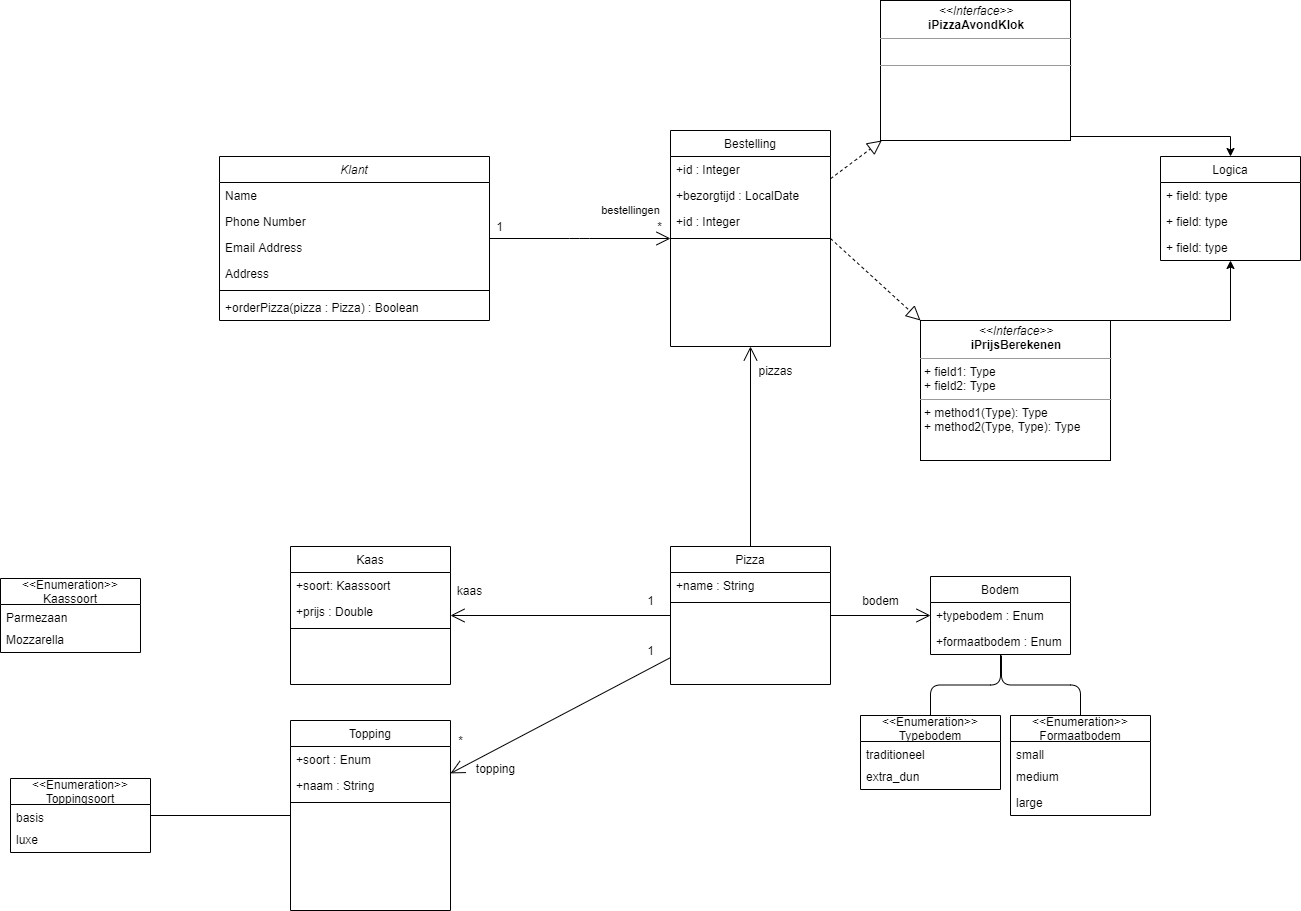 <<Interface>>
iPizzaAvondKlok
Bestelling
+id : Integer
+bezorgtijd : LocalDate
+id : Integer
Klant
Name
Phone Number
Email Address
Address
+orderPizza(pizza : Pizza) : Boolean
1
bestellingen
*
Logica
+ field: type
+ field: type
+ field: type
<<Interface>>
iPrijsBerekenen
+ field1: Type
+ field2: Type
+ method1(Type): Type
+ method2(Type, Type): Type
pizzas
<<Enumeration>>
Kaassoort
Parmezaan
Mozzarella
Kaas
+soort: Kaassoort
+prijs : Double
kaas
1
Pizza
+name : String
bodem
Bodem
+typebodem : Enum
+formaatbodem : Enum
1
*
topping
<<Enumeration>>
Typebodem
traditioneel
extra_dun
<<Enumeration>>
Formaatbodem
small
medium
large
Topping
+soort : Enum
+naam : String
<<Enumeration>>
Toppingsoort
basis
luxe